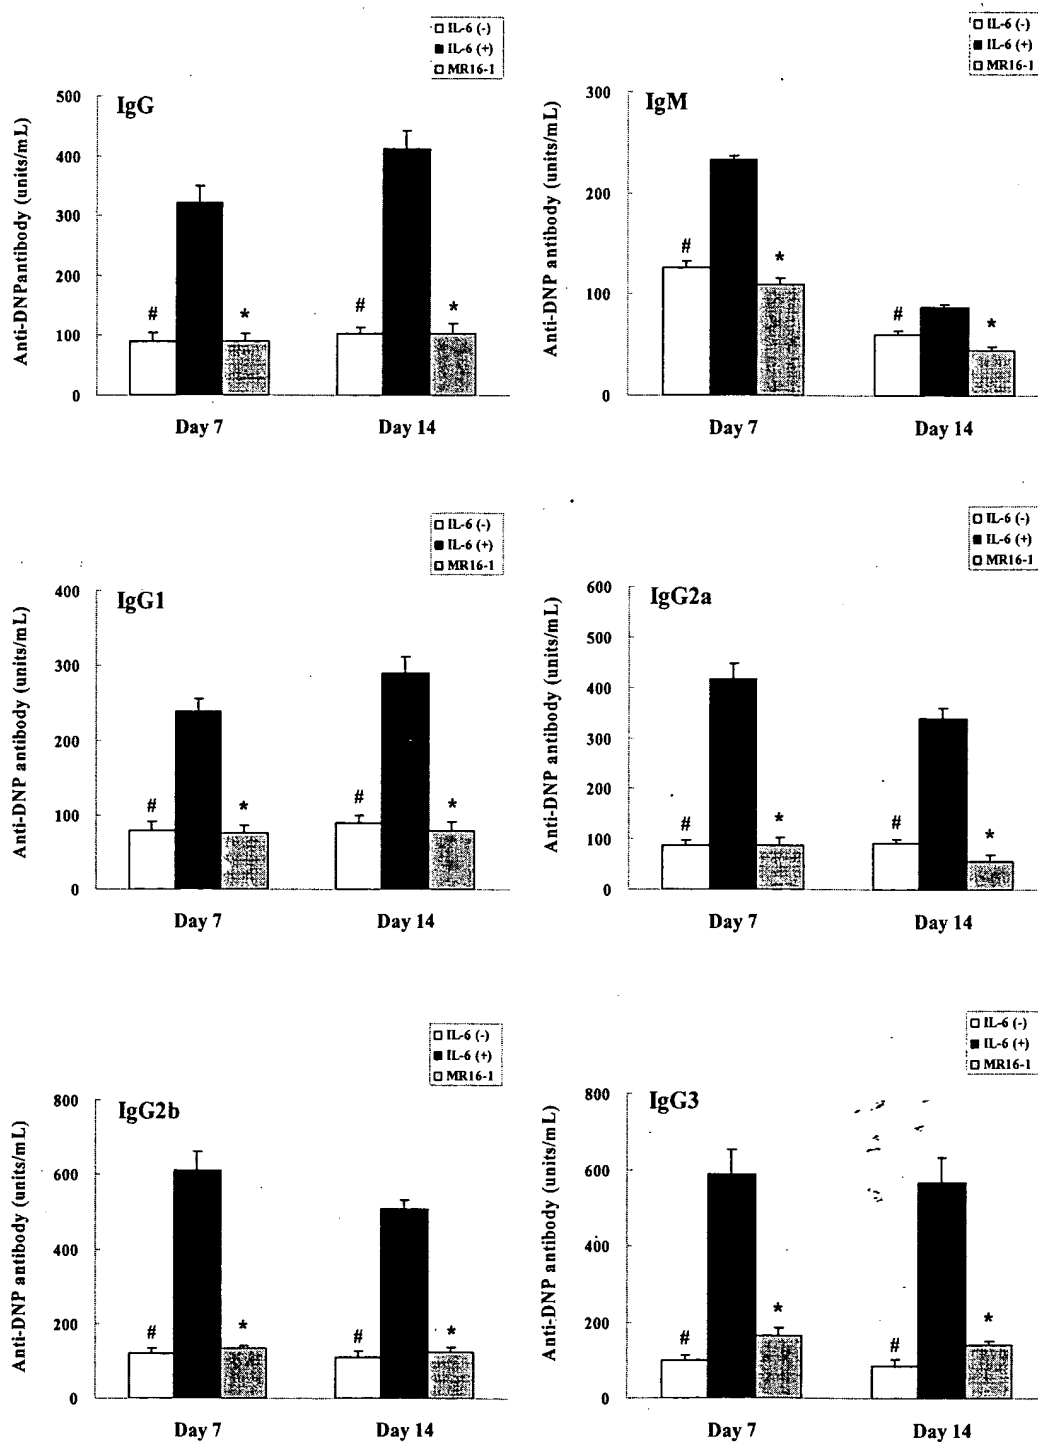 IL-6 (-)
IL-6 (+)
MR16-1
IgG
Anti-DNPantibody (units/mL)
500
400
300
200
100
0
# * # *
Day 7 Day 14
IL-6 (-)
IL-6 (+)
MR16-1
IgM
Anti-DNP antibody (units/mL)
300
200
100
0
# * # *
Day 7 Day 14
IL-6 (-)
IL-6 (+)
MR16-1
IgG1
Anti-DNP antibody (units/mL)
400
300
200
100
0
# * # *
Day 7 Day 14
IL-6 (-)
IL-6 (+)
MR16-1
IgG2a
Anti-DNP antibody (units/mL)
600
500
400
300
200
100
0
# * # *
Day 7 Day 14
IL-6 (-)
IL-6 (+)
MR16-1
IgG2b
Anti-DNP antibody (units/mL)
800
600
400
200
0
# * # *
Day 7 Day 14
IL-6 (-)
IL-6 (+)
MR16-1
IgG3
Anti-DNP antibody (units/mL)
800
600
400
200
0
# * # *
Day 7 Day 14